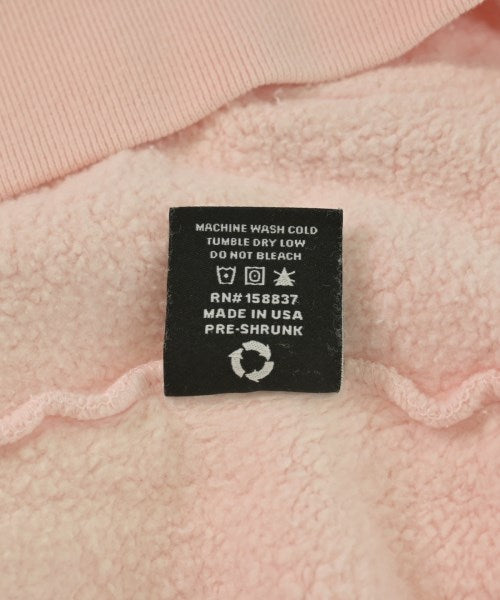 MACHINE WASH COLD
TUMBLE DRY LOW
DO NOT BLEACH
RN# 158837
MADE IN USA
PRE-SHRUNK